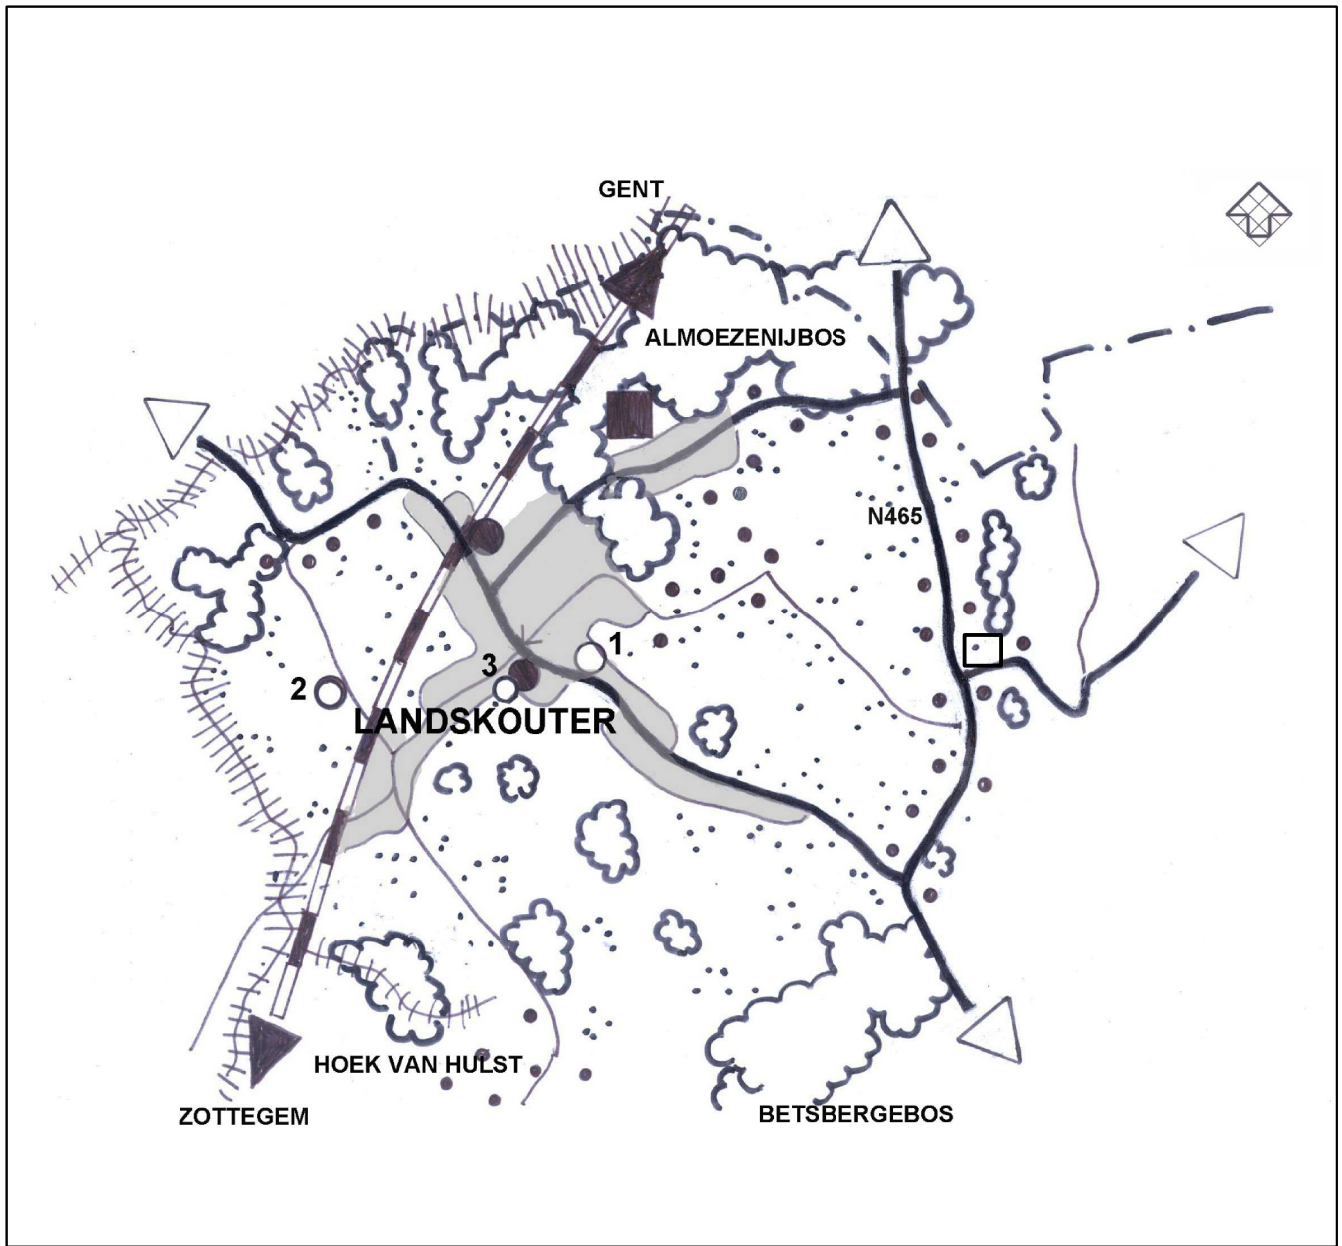 GENT
ALMOEZENIJBOS
N465
1
3
2
LANDSKOUTER
HOEK VAN HULST
ZOTTEGEM
BETSBERGEBOS